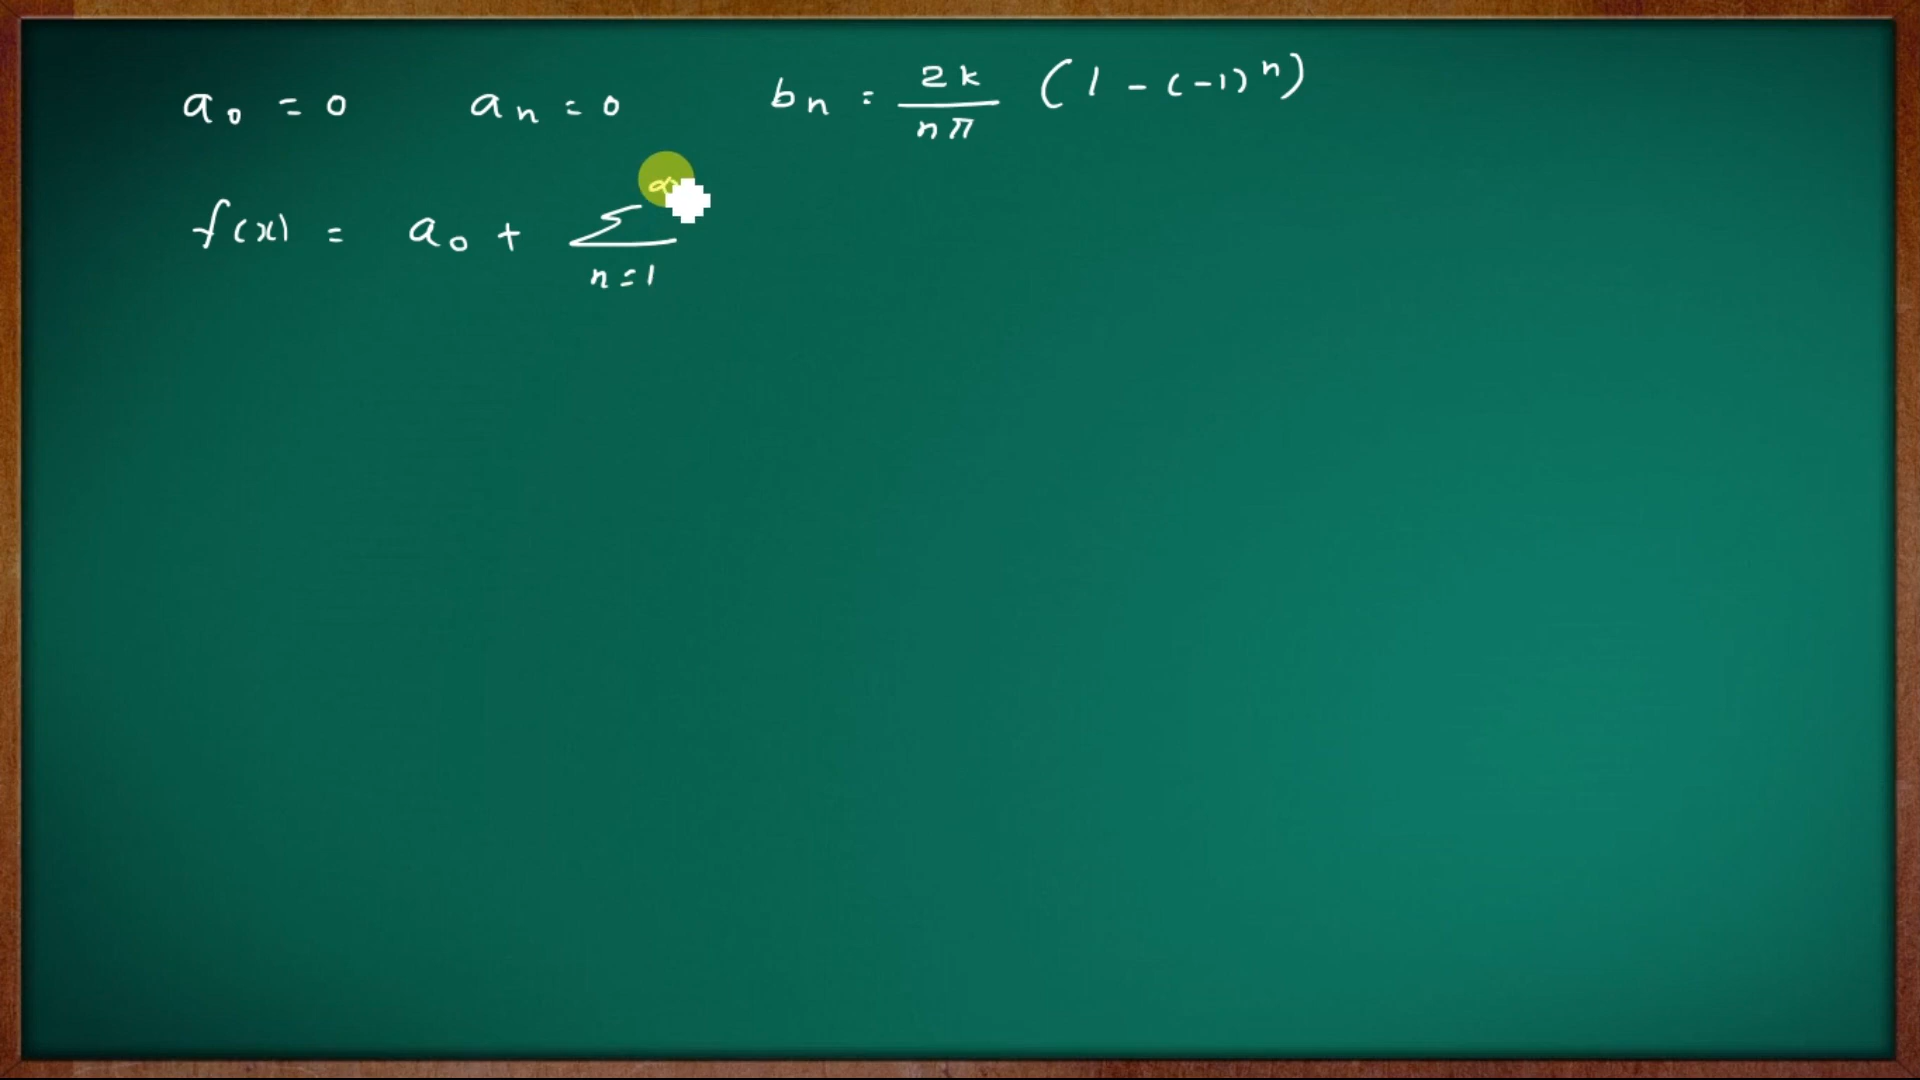 a₀ = 0 aₙ = 0 bₙ = 2k/nπ (1 - (-1)ⁿ)
f(x) = a₀ + ∞∑n=1